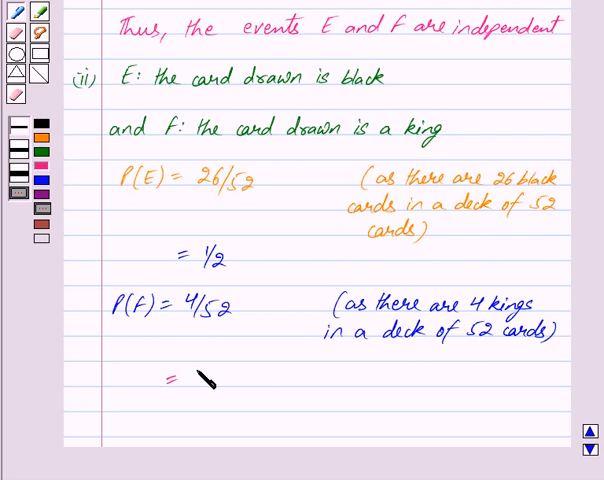 Thus, the events E and F are independent
(ii) E: the card drawn is black
and F: the card drawn is a king
P(E) = 26/52 (as there are 26 black
cards in a deck of 52
cards)
= 1/2
P(F) = 4/52 (as there are 4 kings
in a deck of 52 cards)
=